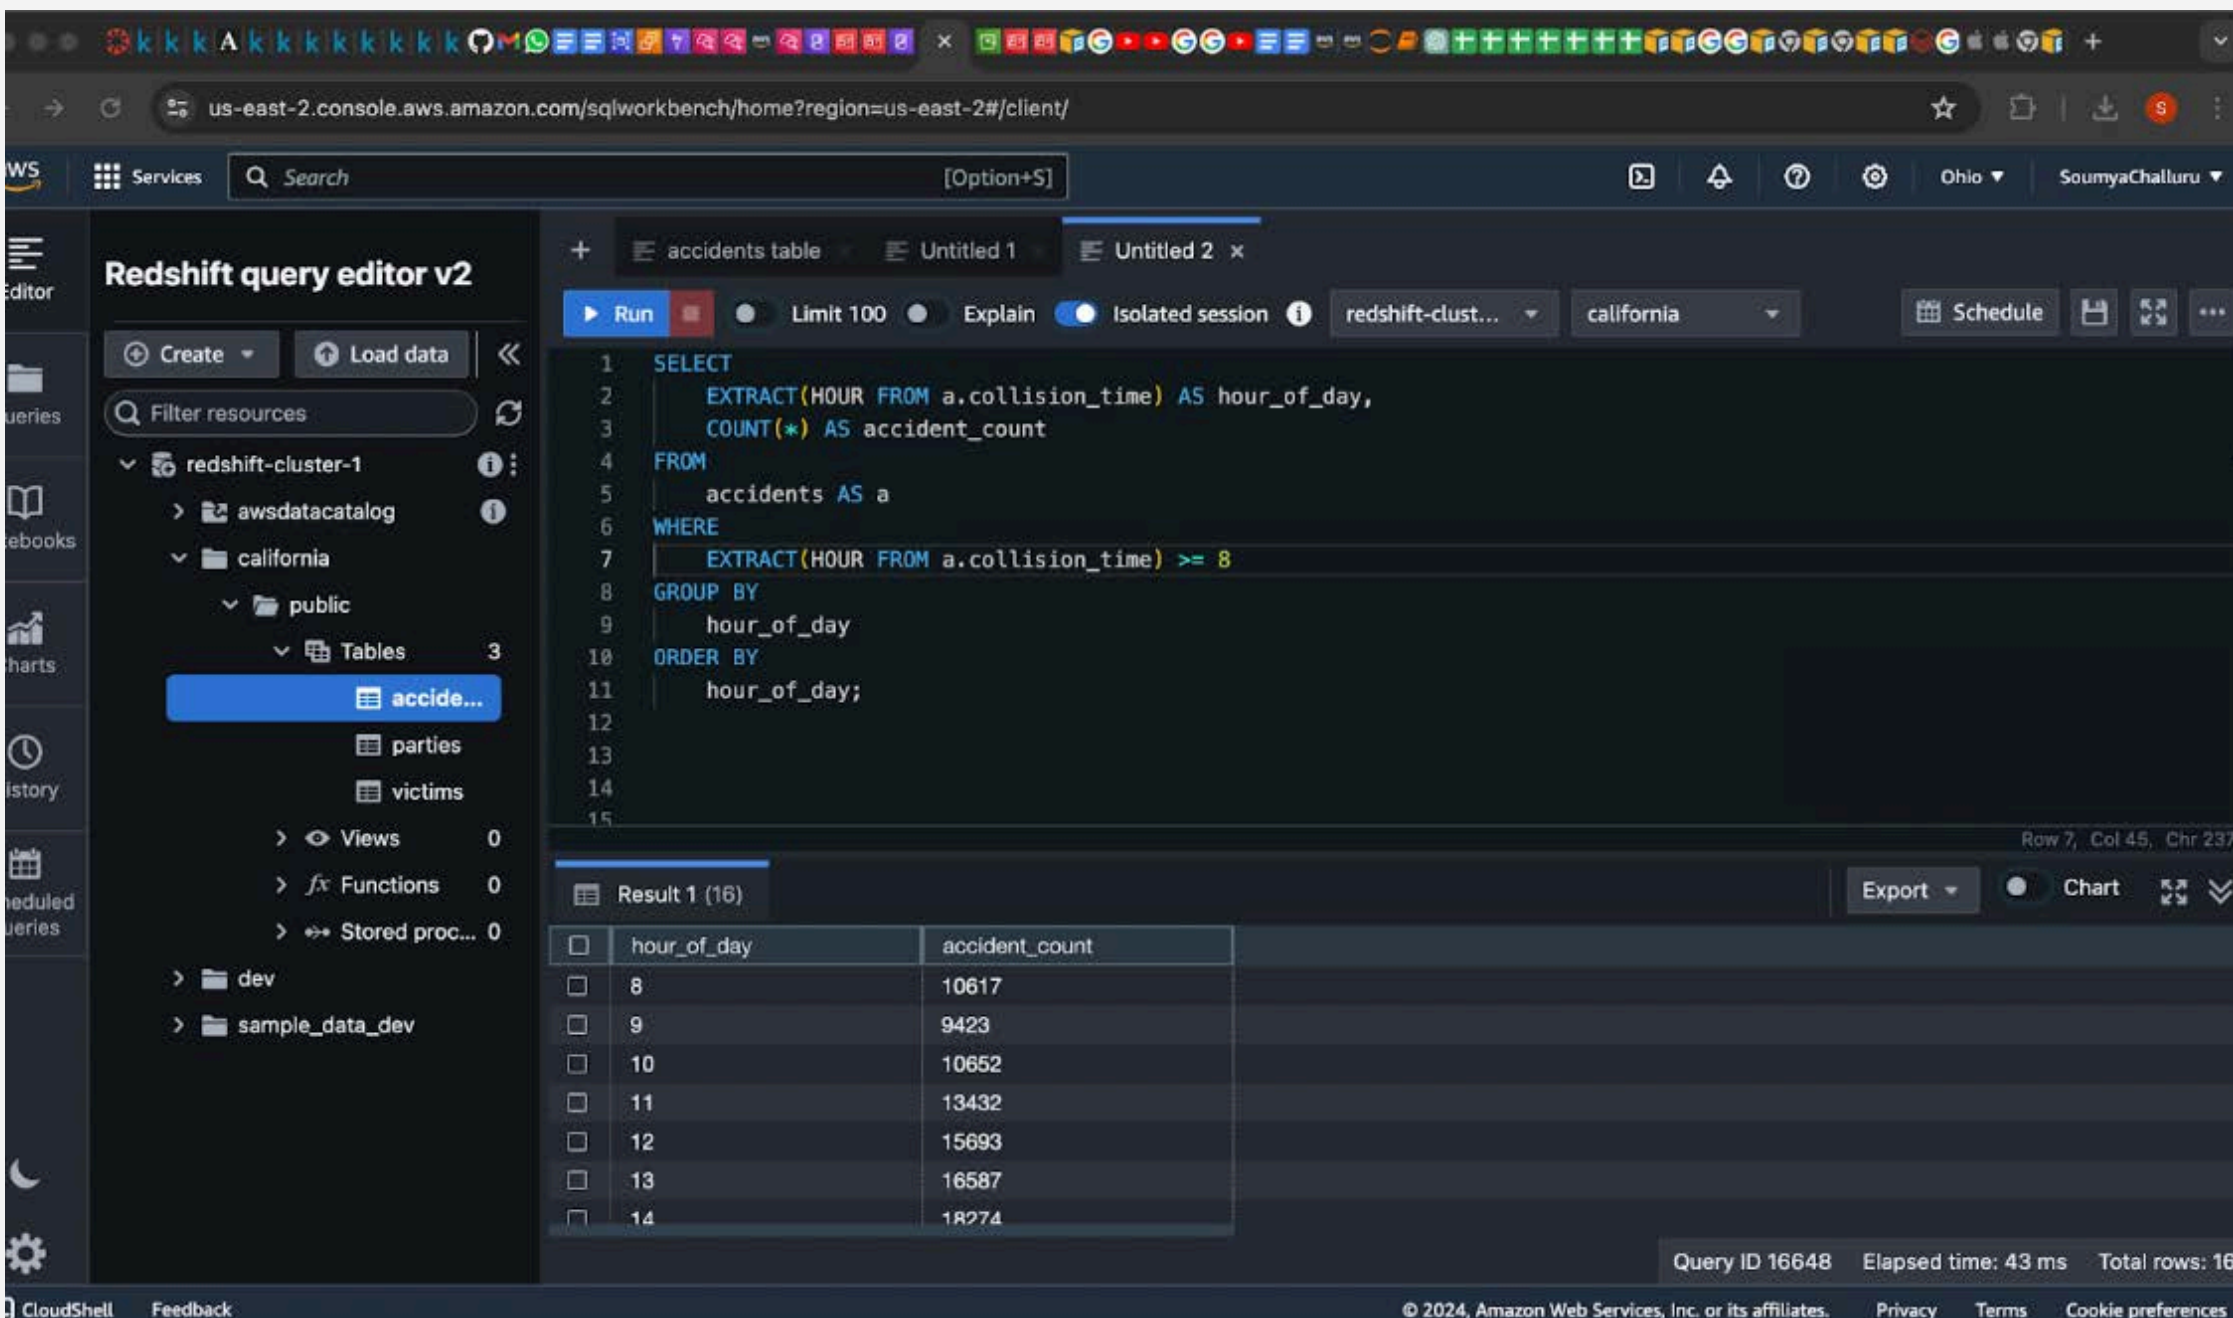 us-east-2.console.aws.amazon.com/sqlworkbench/home?region=us-east-2#/client/
S
Services
Search
[Option+S]
Ohio
SoumyaChalluru
Redshift query editor v2
Create
Load data
Filter resources
redshift-cluster-1
awsdatacatalog
california
public
Tables 3
accide...
parties
victims
Views 0
Functions 0
Stored proc... 0
dev
sample_data_dev
accidents table
Untitled 1
Untitled 2
Run
Limit 100
Explain
Isolated session
redshift-clust...
california
Schedule
1 SELECT
2 EXTRACT(HOUR FROM a.collision_time) AS hour_of_day,
3 COUNT(*) AS accident_count
4 FROM
5 accidents AS a
6 WHERE
7 EXTRACT(HOUR FROM a.collision_time) >= 8
8 GROUP BY
9 hour_of_day
10 ORDER BY
11 hour_of_day;
12
13
14
15
Row 7, Col 45, Chr 237
Result 1 (16)
Export
Chart
hour_of_day accident_count
8 10617
9 9423
10 10652
11 13432
12 15693
13 16587
14 18274
Query ID 16648 Elapsed time: 43 ms Total rows: 16
CloudShell Feedback
© 2024, Amazon Web Services, Inc. or its affiliates. Privacy Terms Cookie preferences